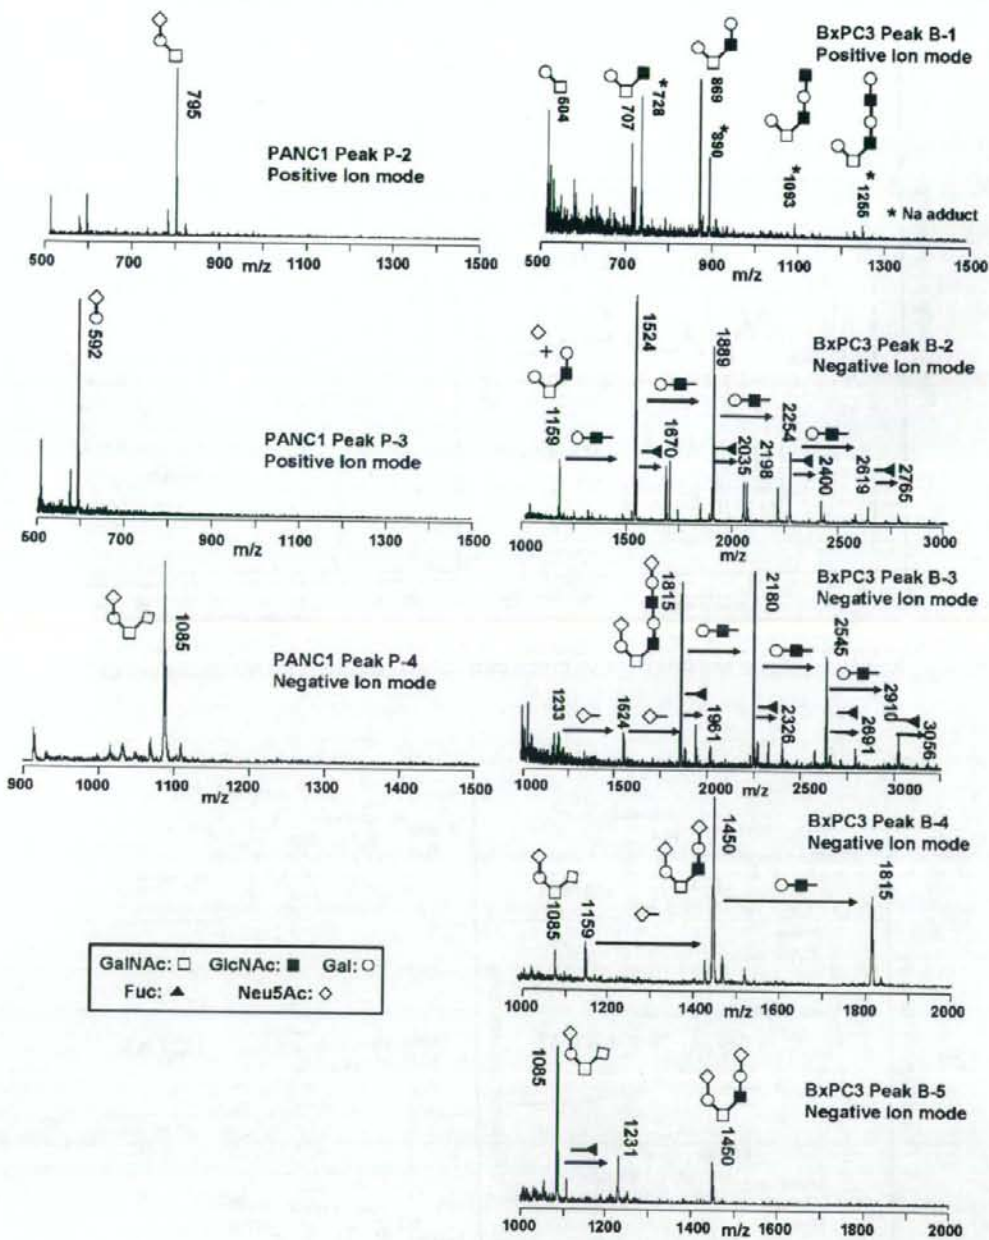 795
PANC1 Peak P-2
Positive Ion mode
500 700 900 1100 1300 1500
m/z
BxPC3 Peak B-1
Positive Ion mode
504
707
*728
869
*890
*1093
*1255
* Na adduct
500 700 900 1100 1300 1500
m/z
592
PANC1 Peak P-3
Positive Ion mode
500 700 900 1100 1300 1500
m/z
BxPC3 Peak B-2
Negative Ion mode
+
1159
1524
1670
1889
2035
2198
2254
2400
2619
2765
1000 1500 2000 2500 3000
m/z
1085
PANC1 Peak P-4
Negative Ion mode
900 1000 1100 1200 1300 1400 1500
m/z
BxPC3 Peak B-3
Negative Ion mode
1233
1524
1815
1961
2180
2326
2545
2691
2910
3056
1000 1500 2000 2500 3000
m/z
BxPC3 Peak B-4
Negative Ion mode
1085
1159
1450
1815
1000 1200 1400 1600 1800 2000
m/z
GalNAc: GlcNAc: Gal:
Fuc: Neu5Ac:
BxPC3 Peak B-5
Negative Ion mode
1085
1231
1450
1000 1200 1400 1600 1800 2000
m/z